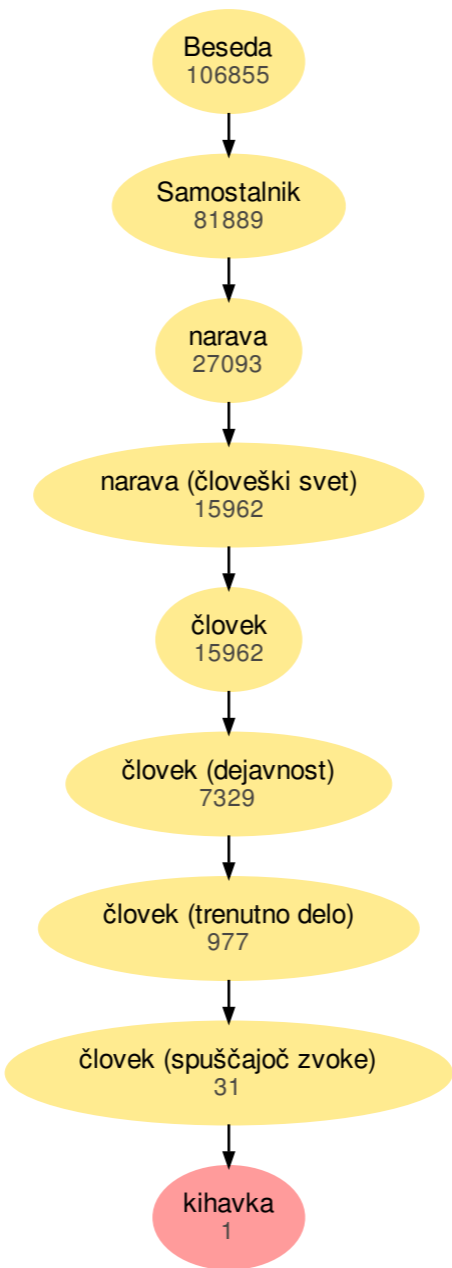 Beseda
106855
Samostalnik
81889
narava
27093
narava (človeški svet)
15962
človek
15962
človek (dejavnost)
7329
človek (trenutno delo)
977
človek (spuščajoč zvoke)
31
kihavka
1